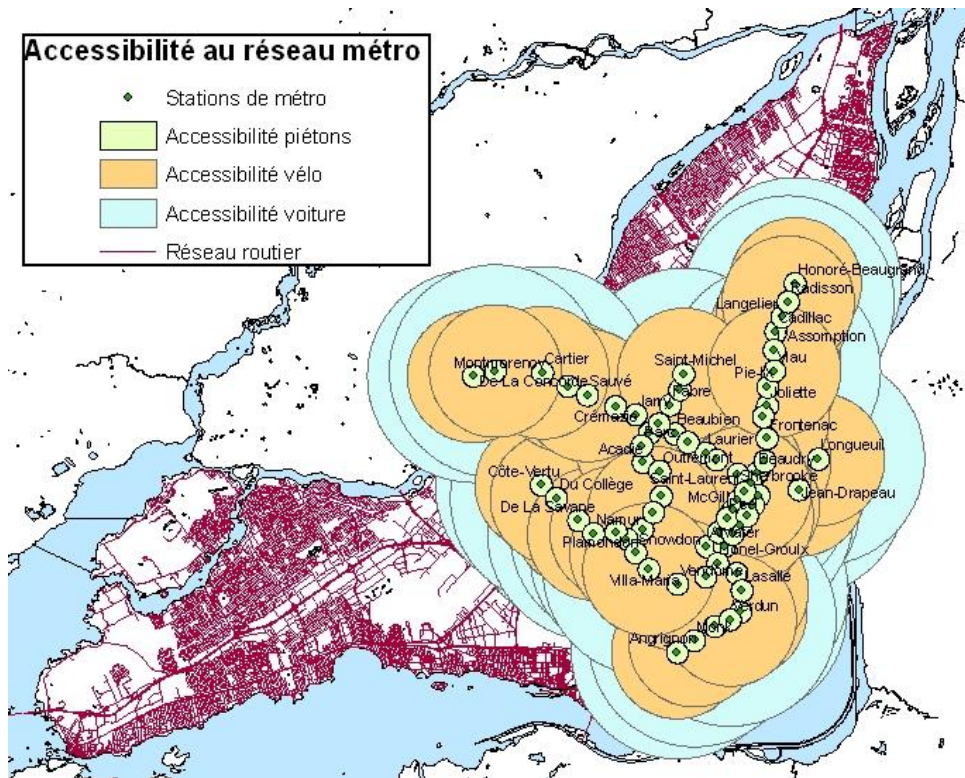 Accessibilité au réseau métro
Stations de métro
Accessibilité piétons
Accessibilité vélo
Accessibilité voiture
Réseau routier
Honoré-Beaugrand
Radisson
Langelier
Cadillac
Assomption
Viau
Pie-IX
Joliette
Frontenac
Longueuil
Jean-Drapeau
Beaudry
Sherbrooke
Saint-Michel
Fabre
Jarry
Beaubien
Laurier
Outremont
Saint-Laurent
McGill
Montmorency
Cartier
De La Concorde
Sauvé
Crémazie
Parc
Acadie
Côte-Vertu
Du Collège
De La Savane
Namur
Plamondon
Snowdon
Villa-Maria
Vendôme
Atwater
Lionel-Groulx
Lasalle
Verdun
Monk
Angrignon